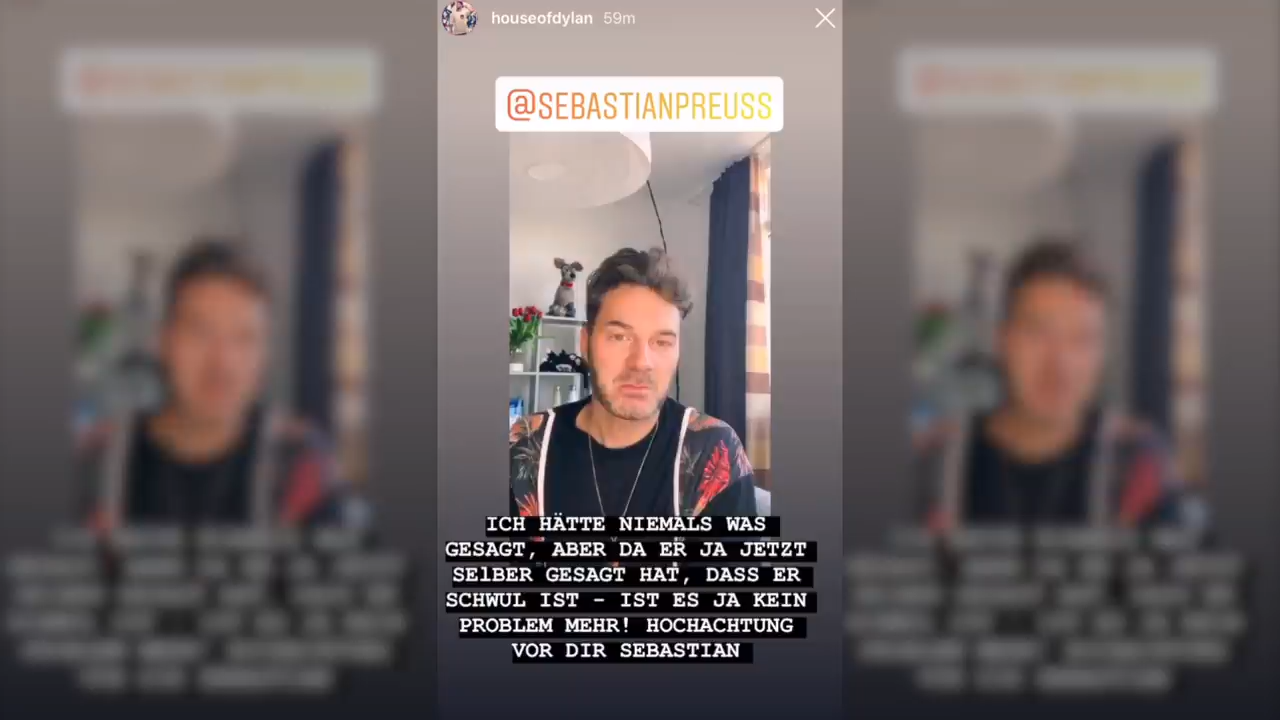 houseofdylan 59m
@SEBASTIANPREUSS
ICH HÄTTE NIEMALS WAS
GESAGT, ABER DA ER JA JETZT
SElBER GESAGT HAT, DASS ER
SCHWUL IST – IST ES JA KEIN
PROBLEM MEHR! HOCHACHTUNG
VOR DIR SEBASTIAN